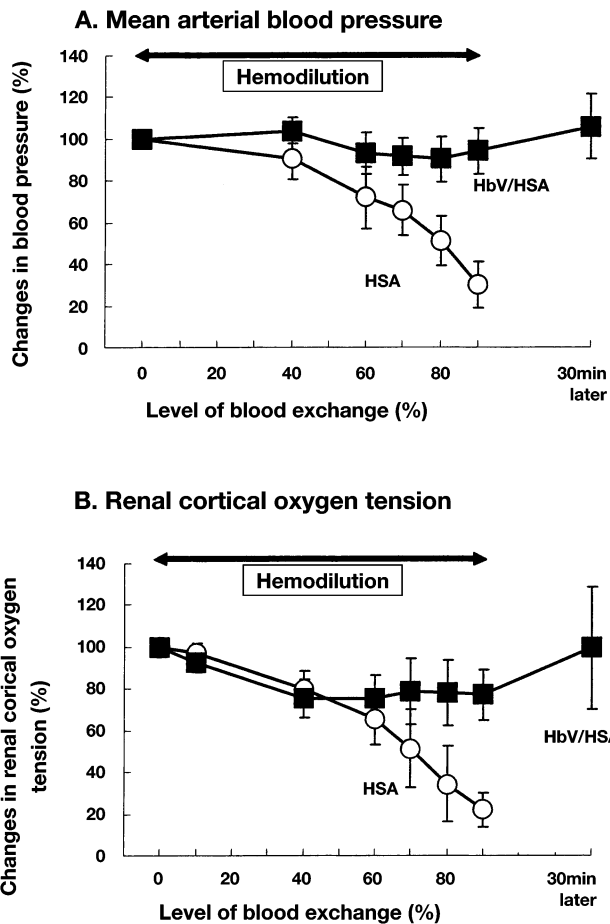 A. Mean arterial blood pressure
140
Hemodilution
120
100
80
60
40
20
0
Changes in blood pressure (%)
HbV/HSA
HSA
0 20 40 60 80 30min
later
Level of blood exchange (%)
B. Renal cortical oxygen tension
140
Hemodilution
120
100
80
60
40
20
0
Changes in renal corical oxygen
tension (%)
HbV/HSA
HSA
0 20 40 60 80 30min
later
Level of blood exchange (%)